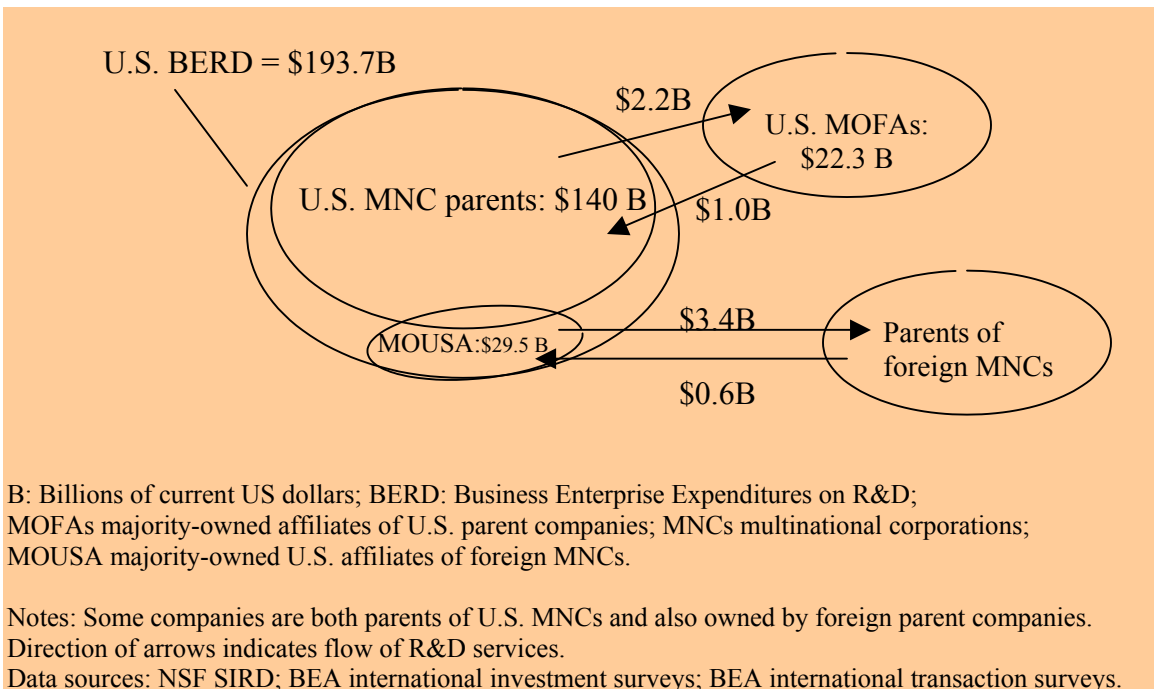 U.S. BERD = $193.7B
$2.2B
U.S. MOFAs:
$22.3 B
U.S. MNC parents: $140 B
$1.0B
$3.4B
MOUSA:$29.5 B
Parents of
foreign MNCs
$0.6B
B: Billions of current US dollars; BERD: Business Enterprise Expenditures on R&D;
MOFAs majority-owned affiliates of U.S. parent companies; MNCs multinational corporations;
MOUSA majority-owned U.S. affiliates of foreign MNCs.
Notes: Some companies are both parents of U.S. MNCs and also owned by foreign parent companies.
Direction of arrows indicates flow of R&D services.
Data sources: NSF SIRD; BEA international investment surveys; BEA international transaction surveys.